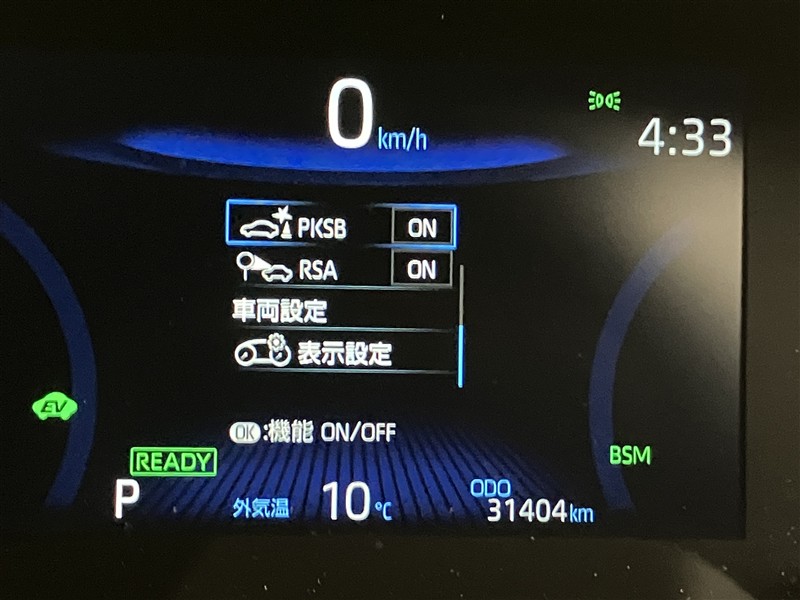 0 km/h
4:33
PKSB ON
RSA ON
車両設定
表示設定
EV
OK:機能 ON/OFF
READY
BSM
P
外気温 10℃
ODO
31404km